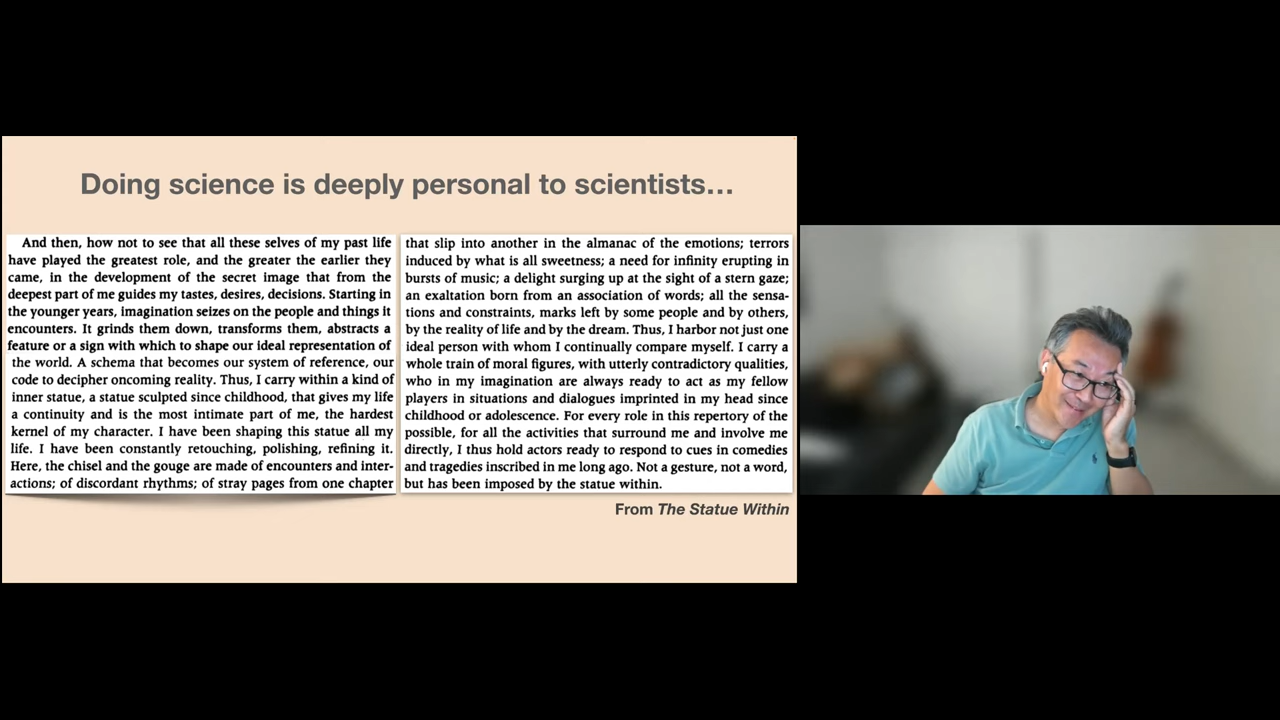 Doing science is deeply personal to scientists…
And then, how not to see that all these selves of my past life
have played the greatest role, and the greater the earlier they
came, in the development of the secret image that from the
deepest part of me guides my tastes, desires, decisions. Starting in
the younger years, imagination seizes on the people and things it
encounters. It grinds them down, transforms them, abstracts a
feature or a sign with which to shape our ideal representation of
the world. A schema that becomes our system of reference, our
code to decipher oncoming reality. Thus, I carry within a kind of
inner statue, a statue sculpted since childhood, that gives my life
a continuity and is the most intimate part of me, the hardest
kernel of my character. I have been shaping this statue all my
life. I have been constantly retouching, polishing, refining it.
Here, the chisel and the gouge are made of encounters and inter-
actions; of discordant rhythms; of stray pages from one chapter
that slip into another in the almanac of the emotions; terrors
induced by what is all sweetness; a need for infinity erupting in
bursts of music; a delight surging up at the sight of a stern gaze;
an exaltation born from an association of words; all the sensa-
tions and constraints, marks left by some people and by others,
by the reality of life and by the dream. Thus, I harbor not just one
ideal person with whom I continually compare myself. I carry a
whole train of moral figures, with utterly contradictory qualities,
who in my imagination are always ready to act as my fellow
players in situations and dialogues imprinted in my head since
childhood or adolescence. For every role in this repertory of the
possible, for all the activities that surround me and involve me
directly, I thus hold actors ready to respond to cues in comedies
and tragedies inscribed in me long ago. Not a gesture, not a word,
but has been imposed by the statue within.
From The Statue Within